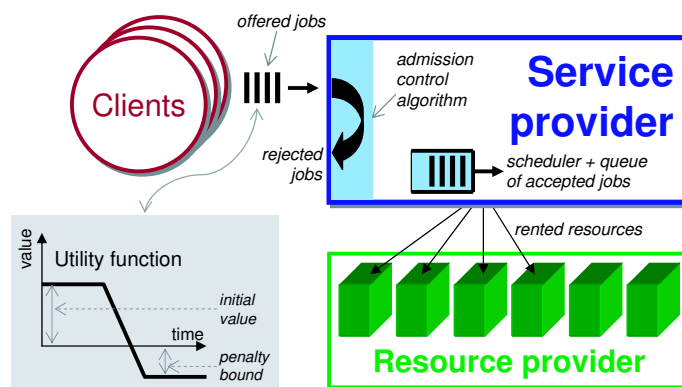 offered jobs
Clients
rejected
jobs
admission
control
algorithm
Service
provider
scheduler + queue
of accepted jobs
rented resources
value
Utility function
initial
value
time
penalty
bound
Resource provider